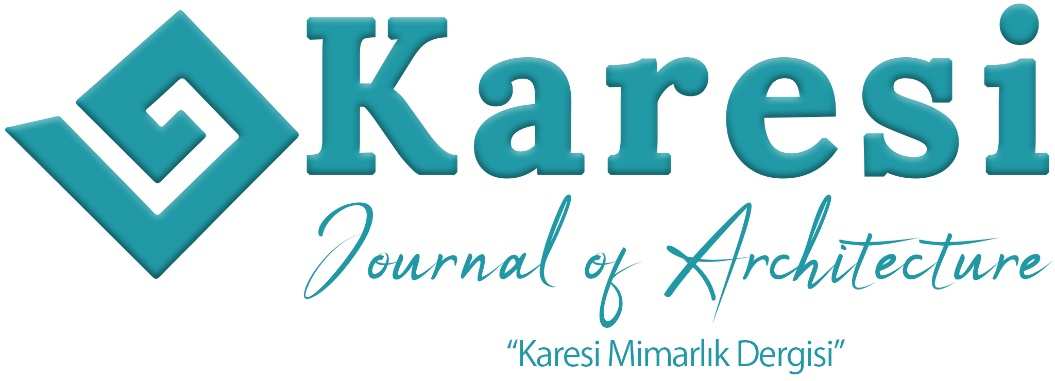 Karesi
Journal of Architecture
“Karesi Mimarlık Dergisi”